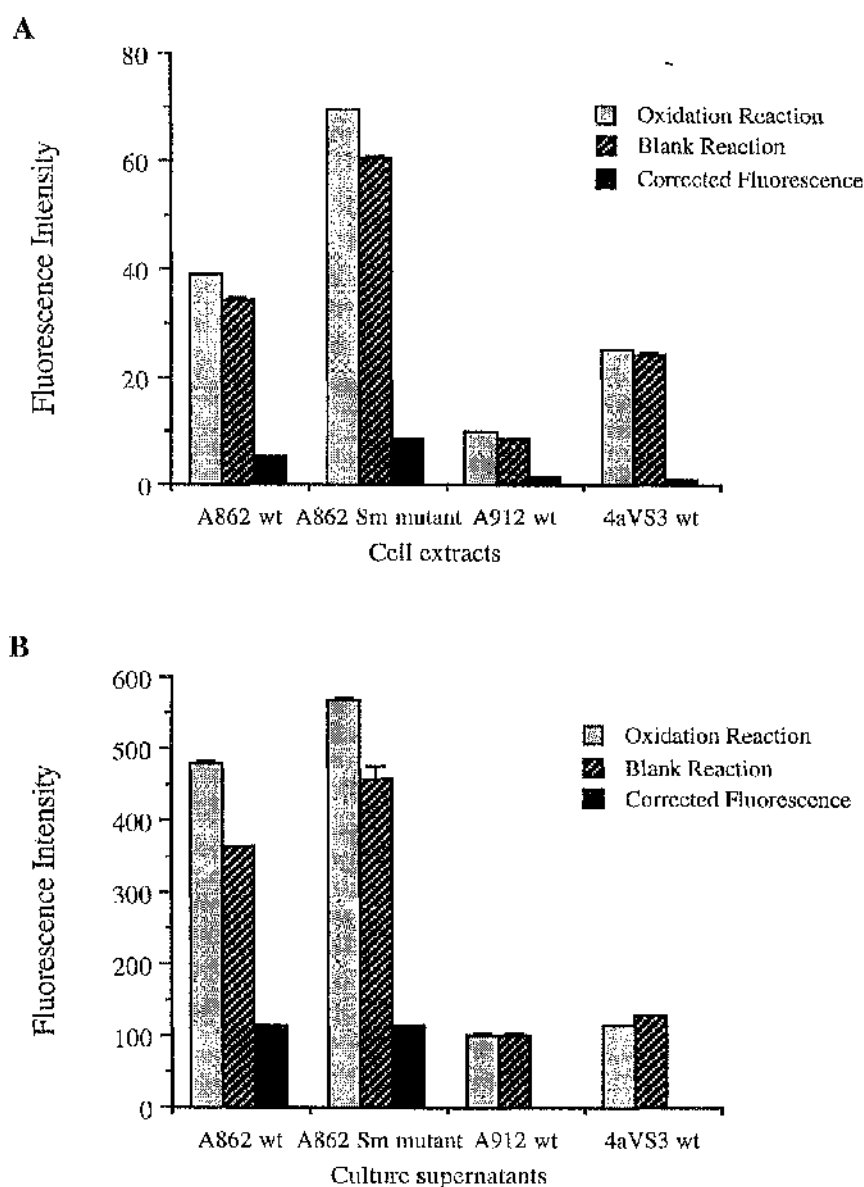 A
80
60
40
20
0
Fluorescence Intensity
Oxidation Reaction
Blank Reaction
Corrected Fluorescence
A862 wt A862 Sm mutant A912 wt 4aVS3 wt
Cell extracts
B
600
500
400
300
200
100
0
Fluorescence Intensity
Oxidation Reaction
Blank Reaction
Corrected Fluorescence
A862 wt A862 Sm mutant A912 wt 4aVS3 wt
Culture supernatants